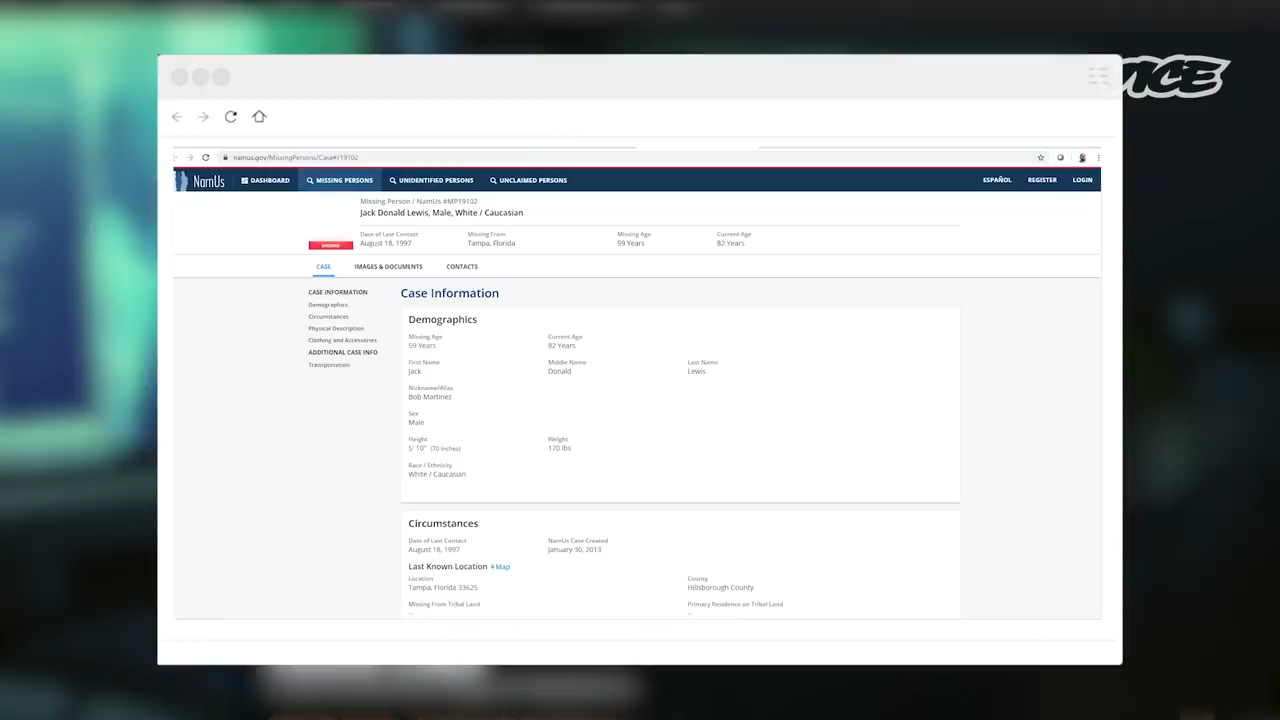 VICE
namus.gov/MissingPersons/Case#/19102
NamUs DASHBOARD MISSING PERSONS UNIDENTIFIED PERSONS UNCLAIMED PERSONS ESPAÑOL REGISTER LOGIN
Missing Person / NamUs #MP19102
Jack Donald Lewis, Male, White / Caucasian
Date of Last Contact Missing From Missing Age Current Age
MISSING August 18, 1997 Tampa, Florida 59 Years 82 Years
CASE IMAGES & DOCUMENTS CONTACTS
CASE INFORMATION
Demographics
Circumstances
Physical Description
Clothing and Accessories
ADDITIONAL CASE INFO
Transportation
Case Information
Demographics
Missing Age Current Age
59 Years 82 Years
First Name Middle Name Last Name
Jack Donald Lewis
Nickname/Alias
Bob Martinez
Sex
Male
Height Weight
5' 10" (70 Inches) 170 lbs
Race / Ethnicity
White / Caucasian
Circumstances
Date of Last Contact NamUs Case Created
August 18, 1997 January 30, 2013
Last Known Location Map
Location County
Tampa, Florida 33625 Hillsborough County
Missing From Tribal Land Primary Residence on Tribal Land
-- --